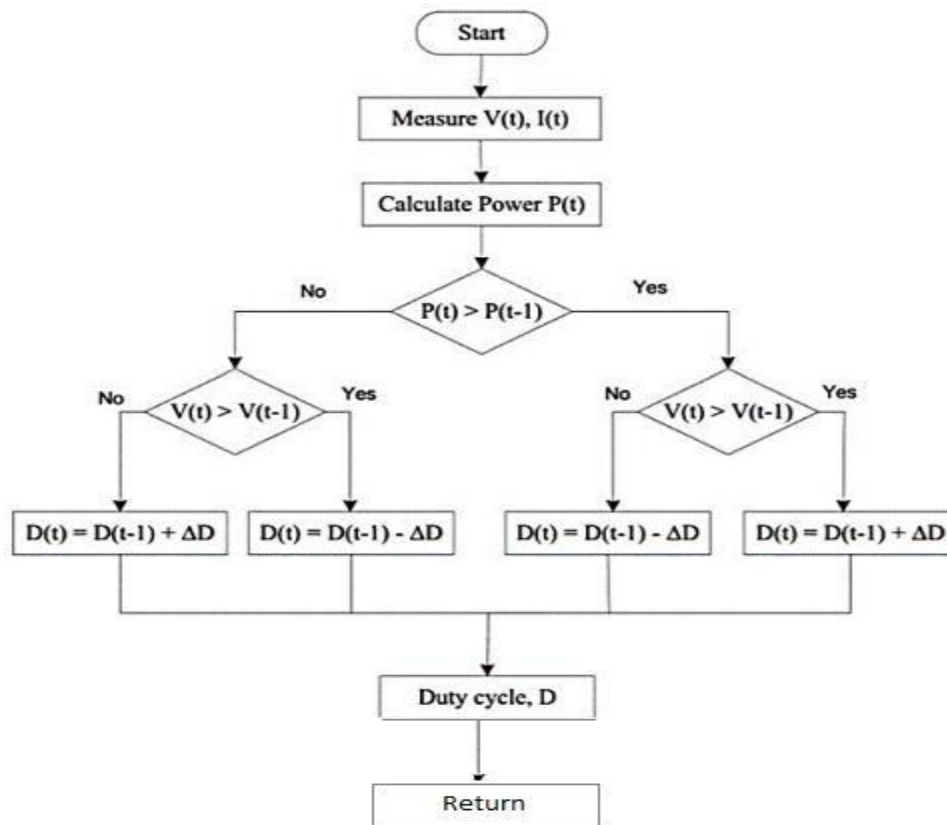 Start
Measure V(t), I(t)
Calculate Power P(t)
P(t) > P(t-1)
No
Yes
V(t) > V(t-1)
No
Yes
V(t) > V(t-1)
No
Yes
D(t) = D(t-1) + ΔD
D(t) = D(t-1) - ΔD
D(t) = D(t-1) - ΔD
D(t) = D(t-1) + ΔD
Duty cycle, D
Return